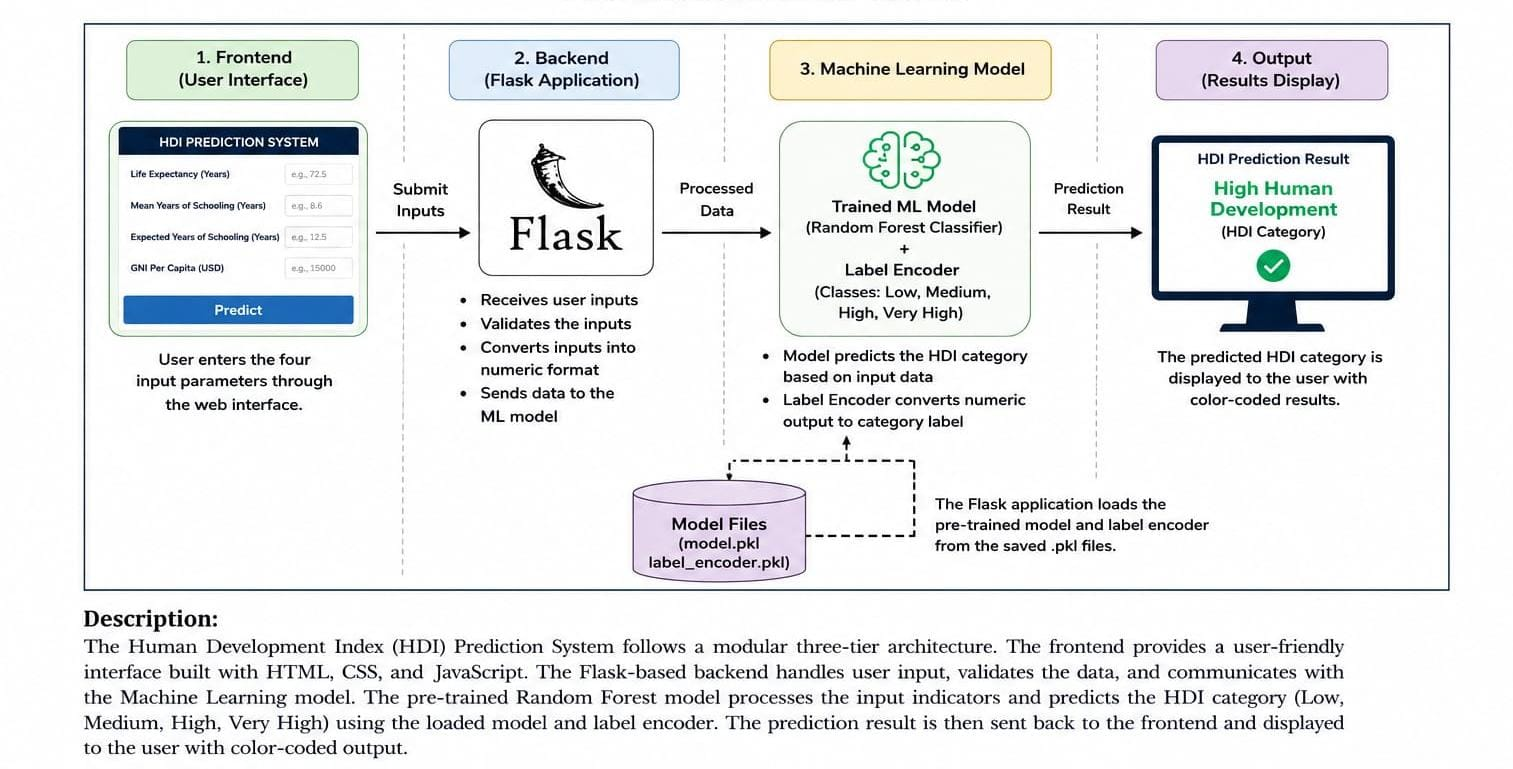 1. Frontend
(User Interface)
HDI PREDICTION SYSTEM
Life Expectancy (Years)
e.g., 72.5
Mean Years of Schooling (Years)
e.g., 8.6
Expected Years of Schooling (Years)
e.g., 12.5
GNI Per Capita (USD)
e.g., 15000
Predict
User enters the four
input parameters through
the web interface.
Submit
Inputs
2. Backend
(Flask Application)
Flask
• Receives user inputs
• Validates the inputs
• Converts inputs into
numeric format
• Sends data to the
ML model
Processed
Data
3. Machine Learning Model
Trained ML Model
(Random Forest Classifier)
+
Label Encoder
(Classes: Low, Medium,
High, Very High)
• Model predicts the HDI category
based on input data
• Label Encoder converts numeric
output to category label
Prediction
Result
4. Output
(Results Display)
HDI Prediction Result
High Human
Development
(HDI Category)
The predicted HDI category is
displayed to the user with
color-coded results.
Model Files
(model.pkl
label_encoder.pkl)
The Flask application loads the
pre-trained model and label encoder
from the saved .pkl files.
Description:
The Human Development Index (HDI) Prediction System follows a modular three-tier architecture. The frontend provides a user-friendly
interface built with HTML, CSS, and JavaScript. The Flask-based backend handles user input, validates the data, and communicates with
the Machine Learning model. The pre-trained Random Forest model processes the input indicators and predicts the HDI category (Low,
Medium, High, Very High) using the loaded model and label encoder. The prediction result is then sent back to the frontend and displayed
to the user with color-coded output.